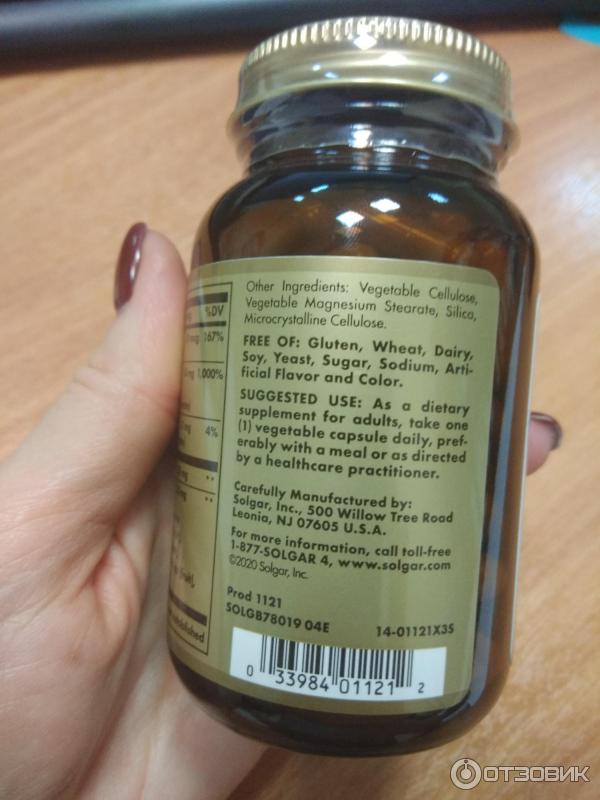 %DV
167%
1,000%
mg 4%
mg **
**
Other Ingredients: Vegetable Cellulose,
Vegetable Magnesium Stearate, Silica,
Microcrystalline Cellulose.
FREE OF: Gluten, Wheat, Dairy,
Soy, Yeast, Sugar, Sodium, Arti-
ficial Flavor and Color.
SUGGESTED USE: As a dietary
supplement for adults, take one
(1) vegetable capsule daily, pref-
erably with a meal or as directed
by a healthcare practitioner.
Carefully Manufactured by:
Solgar, Inc., 500 Willow Tree Road
Leonia, NJ 07605 U.S.A.
For more information, call toll-free
1-877-SOLGAR 4, www.solgar.com
©2020 Solgar, Inc.
Prod 1121
SOLGB78019 04E 14-01121X3S
0 33984 01121 2
ОТЗОВИК